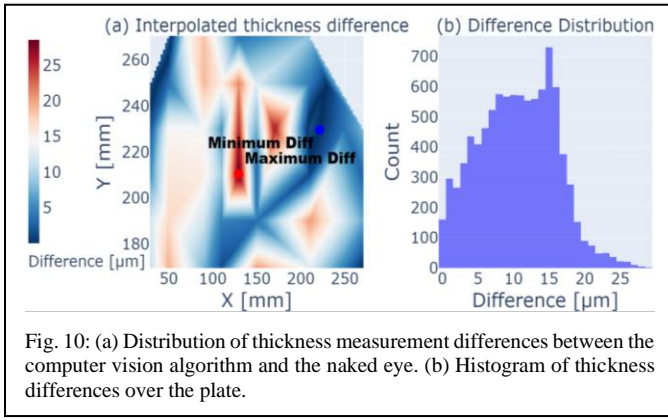 (a) Interpolated thickness difference
(b) Difference Distribution
25
20
15
10
5
Difference [µm]
Y [mm]
260
240
220
200
180
Minimum Diff
Maximum Diff
50
100
150
200
250
X [mm]
Count
700
600
500
400
300
200
100
0
0
5
10
15
20
25
Difference [µm]
Fig. 10: (a) Distribution of thickness measurement differences between the
computer vision algorithm and the naked eye. (b) Histogram of thickness
differences over the plate.